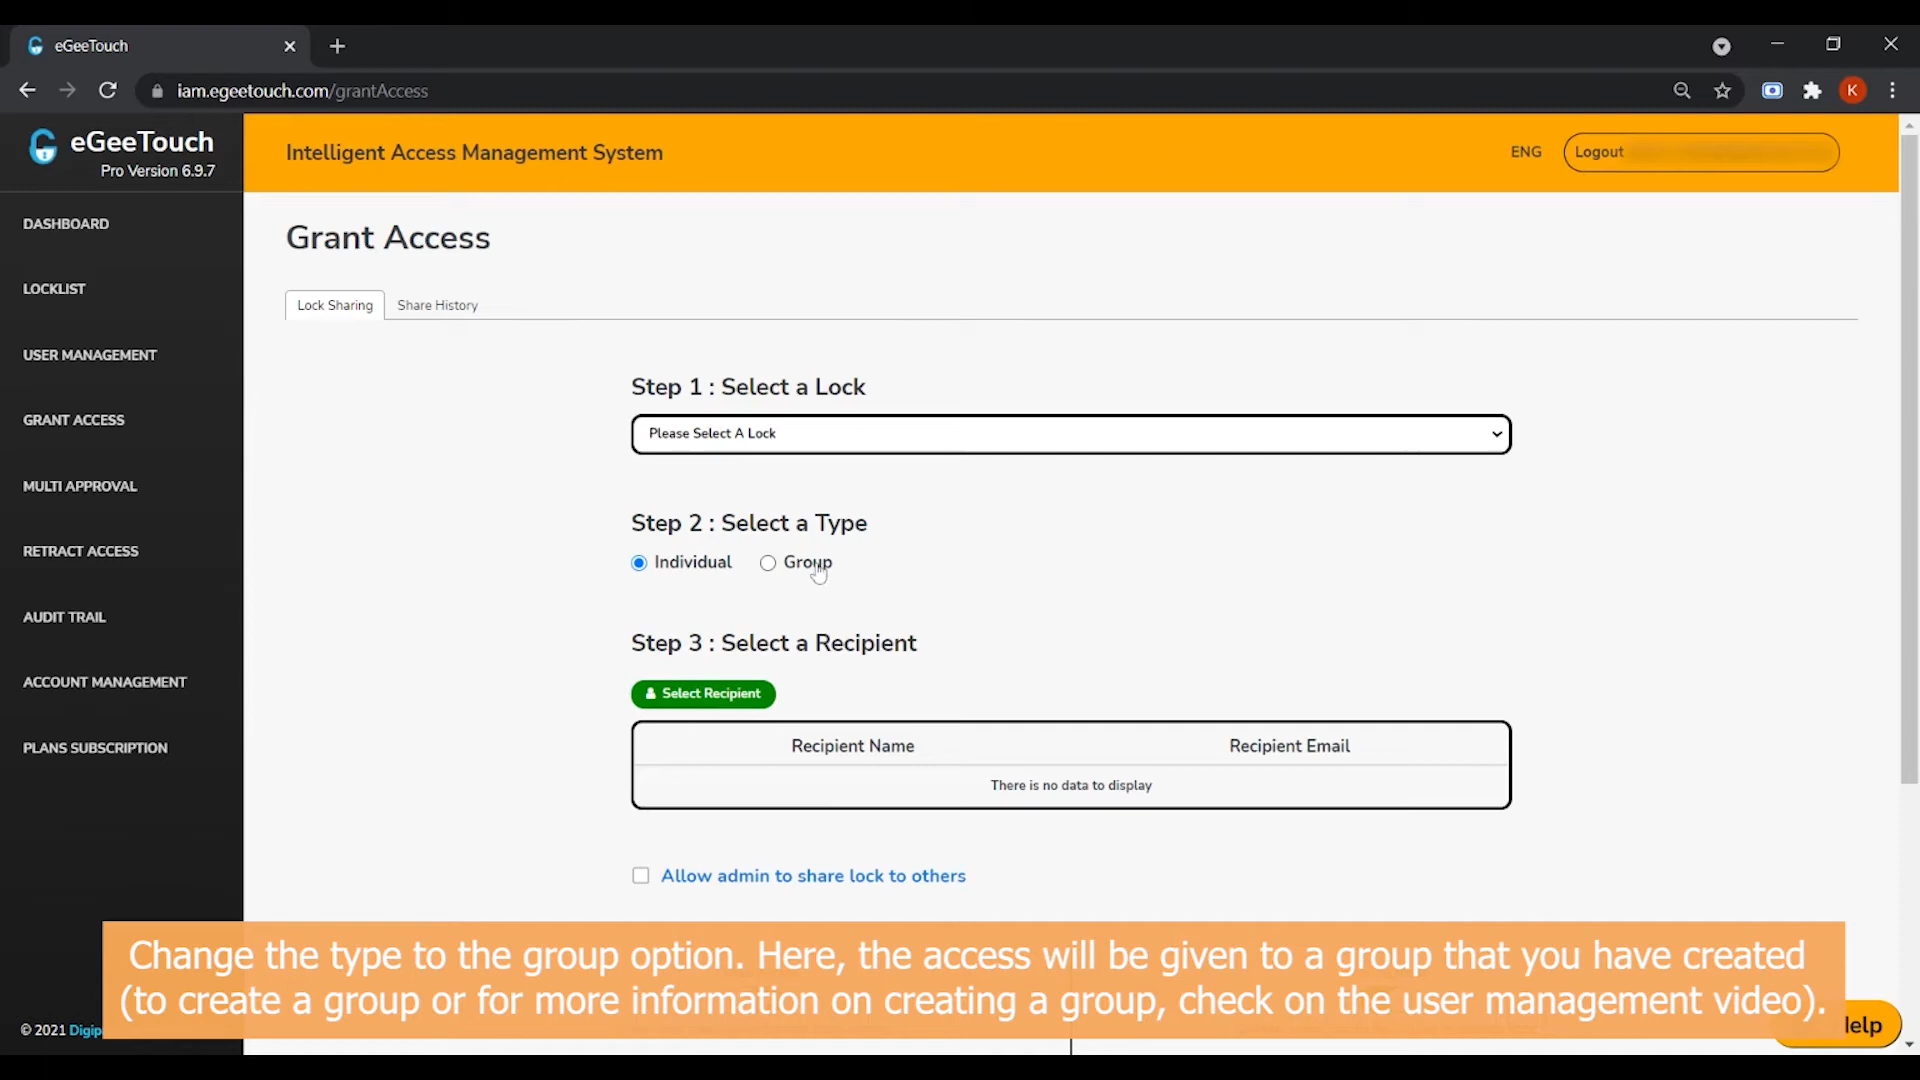 eGeeTouch
iam.egeetouch.com/grantAccess
K
eGeeTouch
Pro Version 6.9.7
Intelligent Access Management System
ENG
Logout
DASHBOARD
LOCKLIST
USER MANAGEMENT
GRANT ACCESS
MULTI APPROVAL
RETRACT ACCESS
AUDIT TRAIL
ACCOUNT MANAGEMENT
PLANS SUBSCRIPTION
Grant Access
Lock Sharing Share History
Step 1 : Select a Lock
Please Select A Lock
Step 2 : Select a Type
Individual Group
Step 3 : Select a Recipient
Select Recipient
Recipient Name Recipient Email
There is no data to display
Allow admin to share lock to others
Change the type to the group option. Here, the access will be given to a group that you have created
(to create a group or for more information on creating a group, check on the user management video).
© 2021